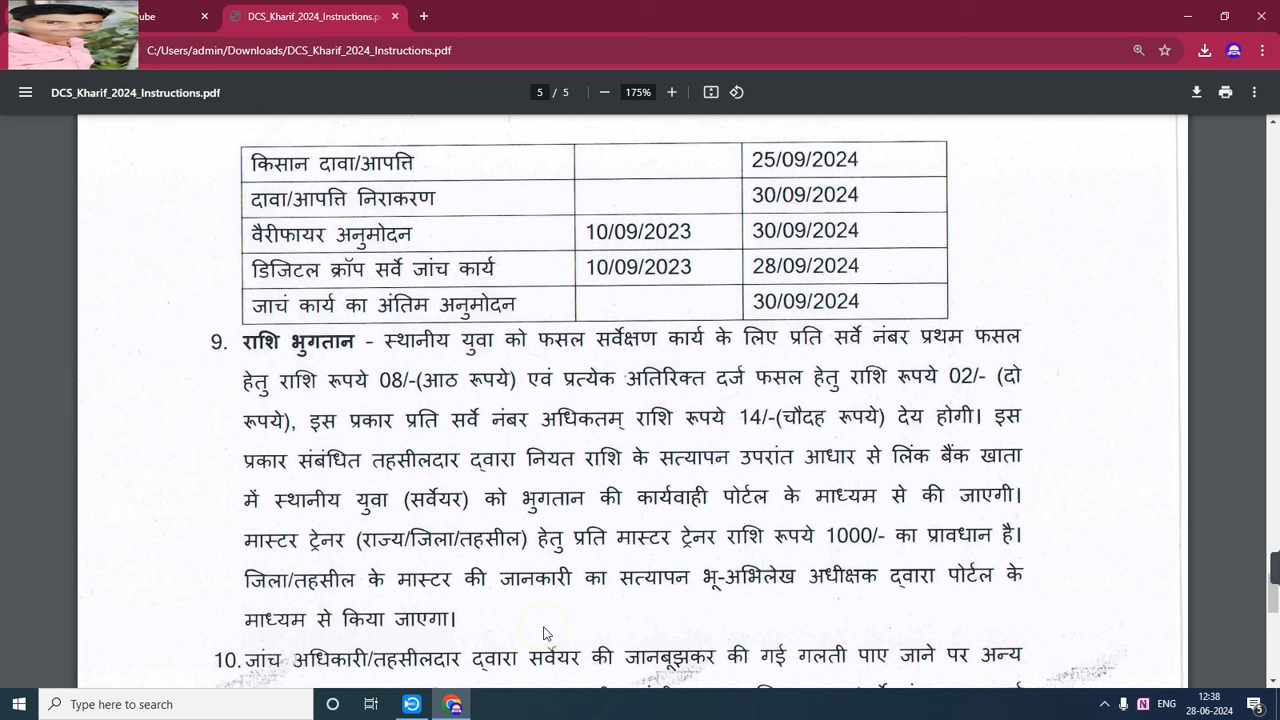 ube
DCS_Kharif_2024_Instructions.p
C:/Users/admin/Downloads/DCS_Kharif_2024_Instructions.pdf
DCS_Kharif_2024_Instructions.pdf
5 / 5
175%
किसान दावा/आपत्ति 25/09/2024
दावा/आपत्ति निराकरण 30/09/2024
वैरीफायर अनुमोदन 10/09/2023 30/09/2024
डिजिटल क्रॉप सर्वे जांच कार्य 10/09/2023 28/09/2024
जाचं कार्य का अंतिम अनुमोदन 30/09/2024
9. राशि भुगतान - स्थानीय युवा को फसल सर्वेक्षण कार्य के लिए प्रति सर्वे नंबर प्रथम फसल
हेतु राशि रूपये 08/-(आठ रूपये) एवं प्रत्येक अतिरिक्त दर्ज फसल हेतु राशि रूपये 02/- (दो
रूपये), इस प्रकार प्रति सर्वे नंबर अधिकतम् राशि रूपये 14/-(चौदह रूपये) देय होगी। इस
प्रकार संबंधित तहसीलदार द्वारा नियत राशि के सत्यापन उपरांत आधार से लिंक बैंक खाता
में स्थानीय युवा (सर्वेयर) को भुगतान की कार्यवाही पोर्टल के माध्यम से की जाएगी।
मास्टर ट्रेनर (राज्य/जिला/तहसील) हेतु प्रति मास्टर ट्रेनर राशि रूपये 1000/- का प्रावधान है।
जिला/तहसील के मास्टर की जानकारी का सत्यापन भू-अभिलेख अधीक्षक द्वारा पोर्टल के
माध्यम से किया जाएगा।
10. जांच अधिकारी/तहसीलदार द्वारा सर्वेयर की जानबूझकर की गई गलती पाए जाने पर अन्य
Type here to search
ENG
12:38
28-06-2024
5